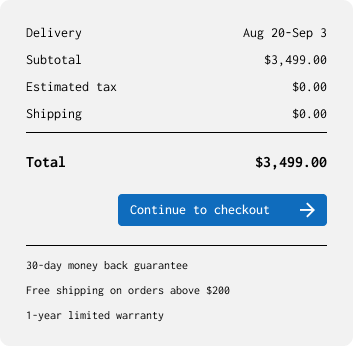 Delivery Aug 20-Sep 3
Subtotal $3,499.00
Estimated tax $0.00
Shipping $0.00
Total $3,499.00
Continue to checkout
30-day money back guarantee
Free shipping on orders above $200
1-year limited warranty